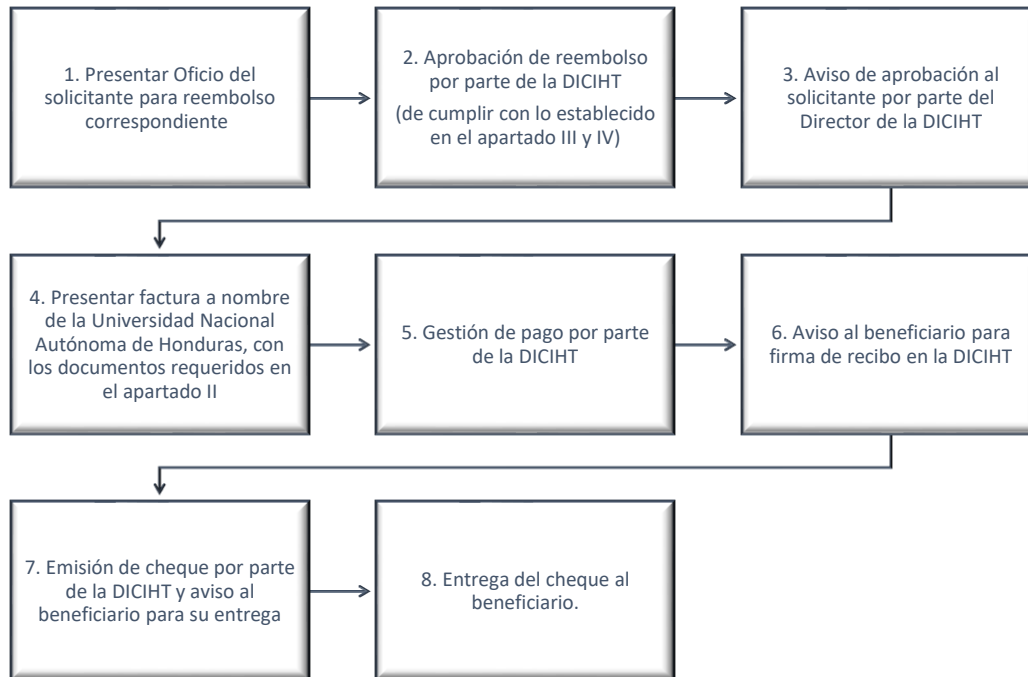 1. Presentar Oficio del
solicitante para reembolso
correspondiente
2. Aprobación de reembolso
por parte de la DICIHT
(de cumplir con lo establecido
en el apartado III y IV)
3. Aviso de aprobación al
solicitante por parte del
Director de la DICIHT
4. Presentar factura a nombre
de la Universidad Nacional
Autónoma de Honduras, con
los documentos requeridos en
el apartado II
5. Gestión de pago por parte
de la DICIHT
6. Aviso al beneficiario para
firma de recibo en la DICIHT
7. Emisión de cheque por parte
de la DICIHT y aviso al
beneficiario para su entrega
8. Entrega del cheque al
beneficiario.